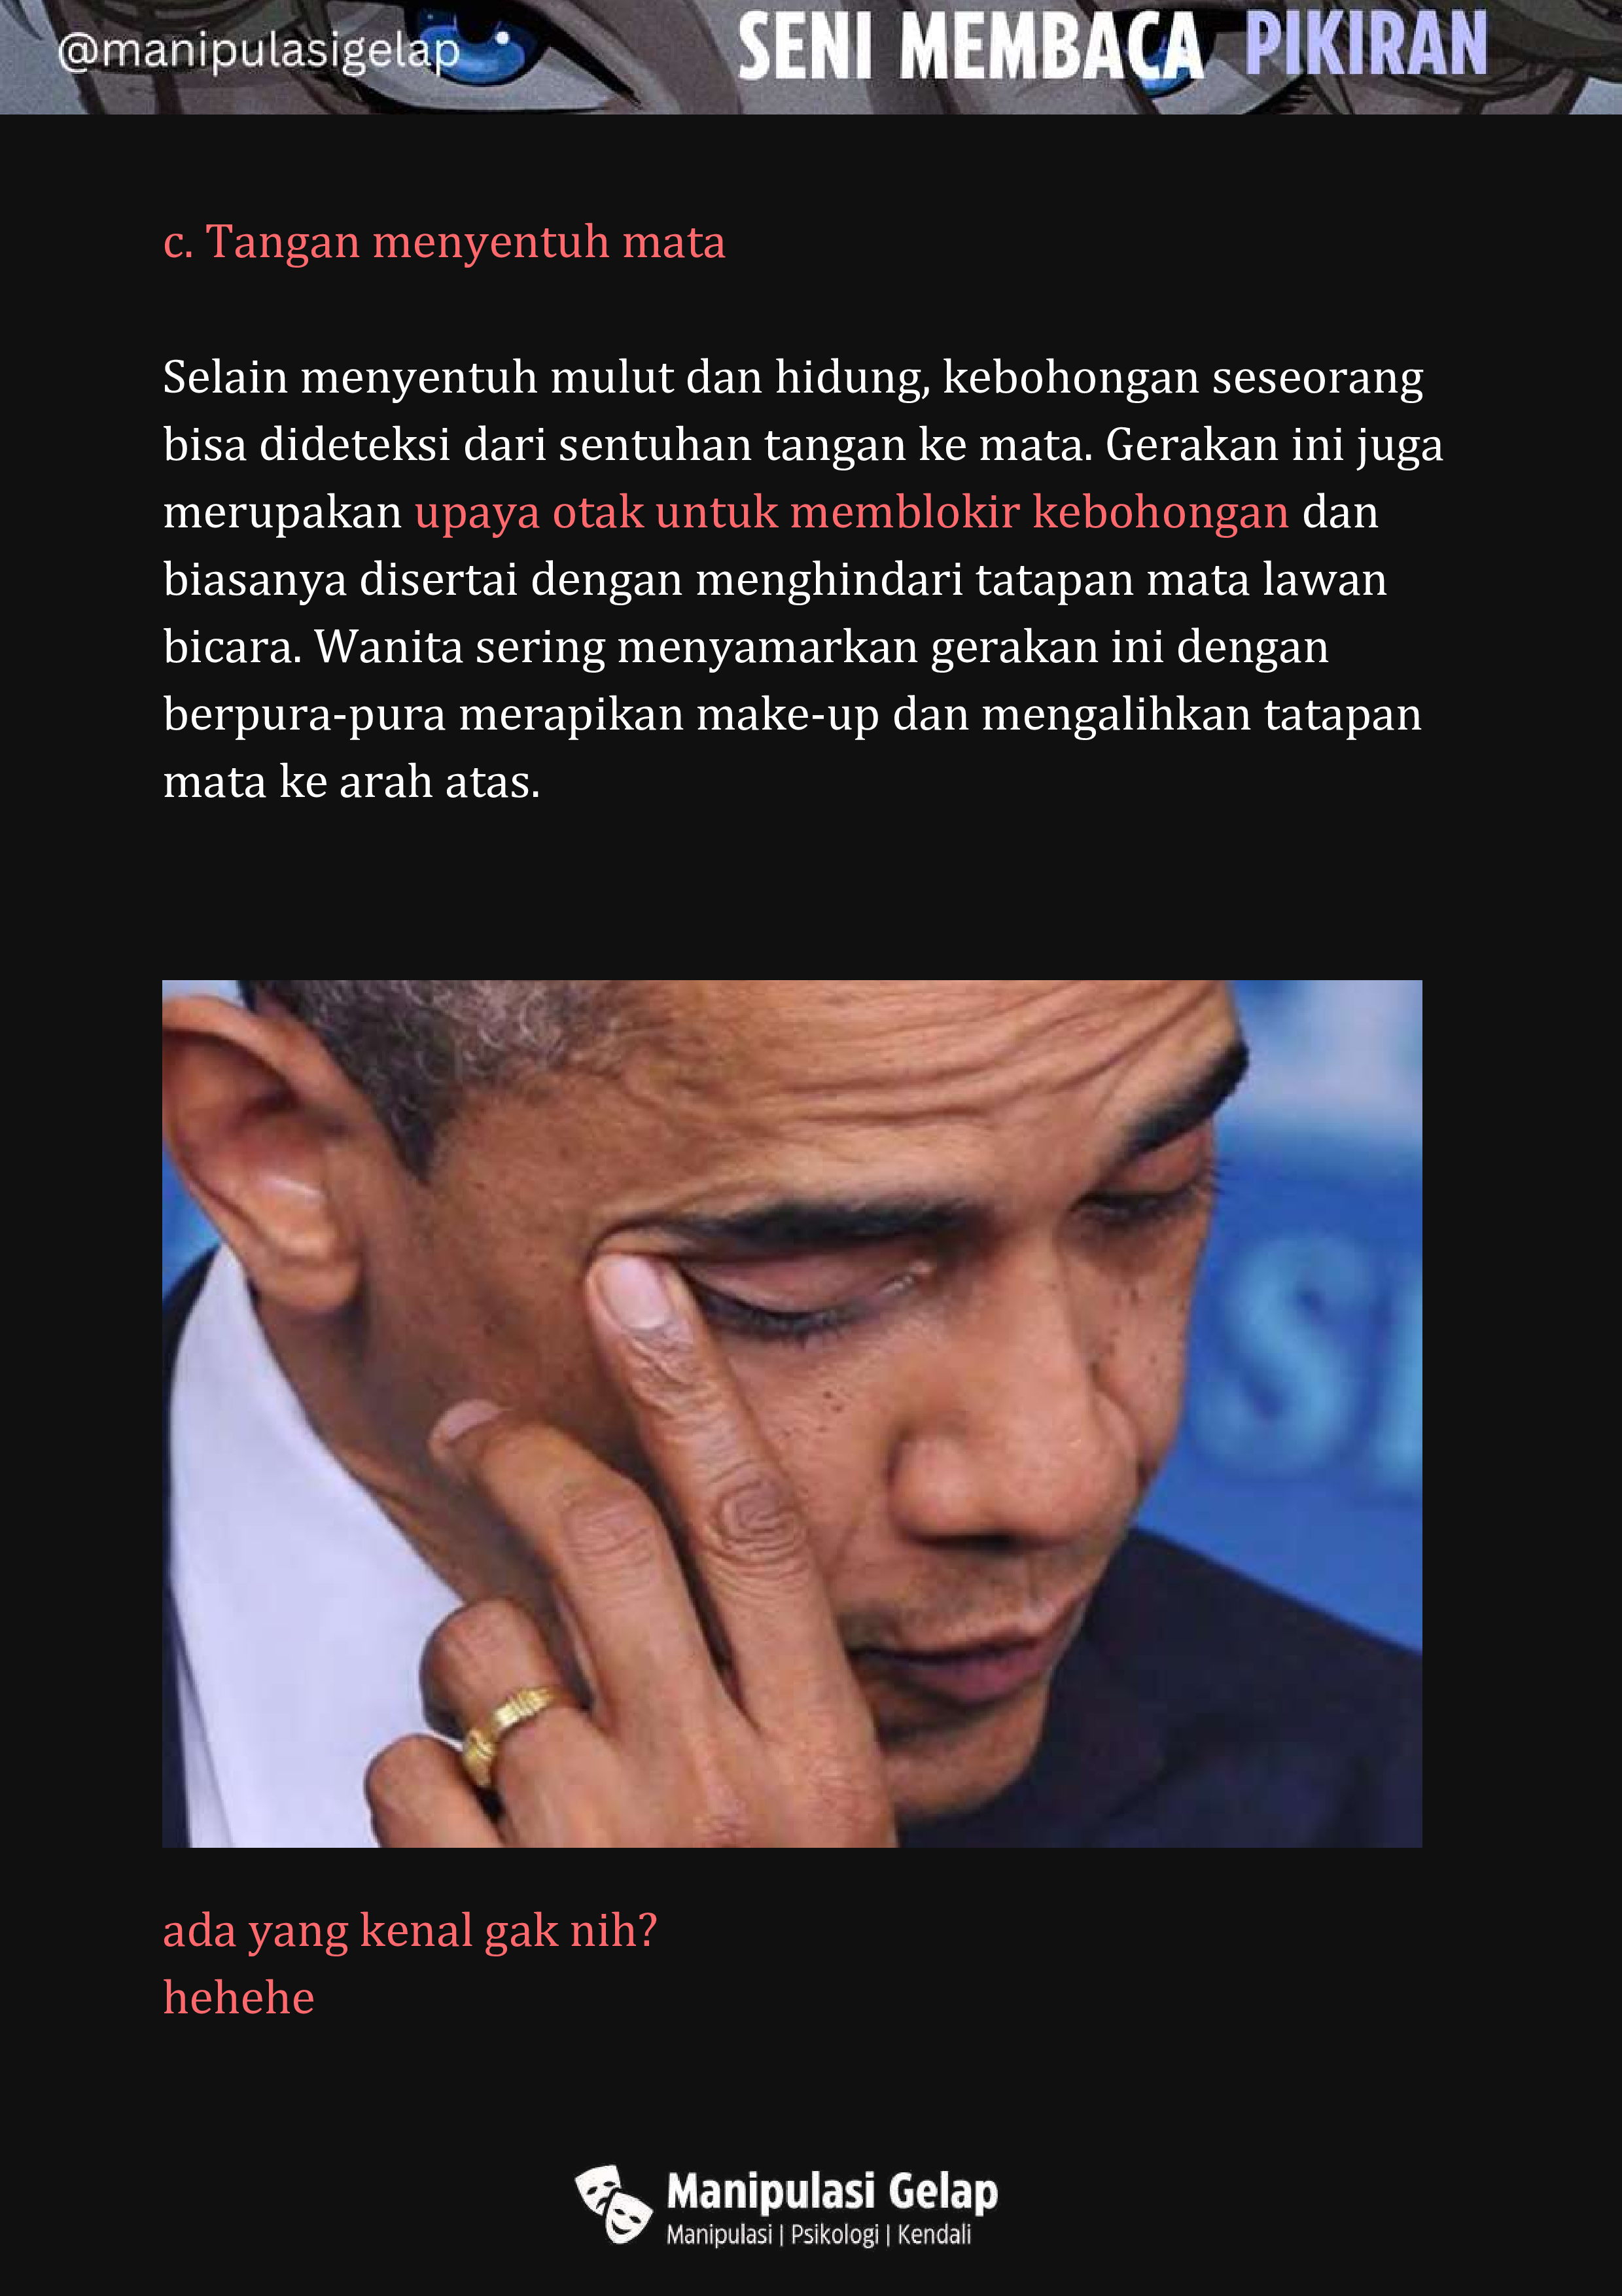 @manipulasigelap
SENI MEMBACA PIKIRAN
c. Tangan menyentuh mata
Selain menyentuh mulut dan hidung, kebohongan seseorang
bisa dideteksi dari sentuhan tangan ke mata. Gerakan ini juga
merupakan upaya otak untuk memblokir kebohongan dan
biasanya disertai dengan menghindari tatapan mata lawan
bicara. Wanita sering menyamarkan gerakan ini dengan
berpura-pura merapikan make-up dan mengalihkan tatapan
mata ke arah atas.
S
ada yang kenal gak nih?
hehehe
Manipulasi Gelap
Manipulasi | Psikologi | Kendali